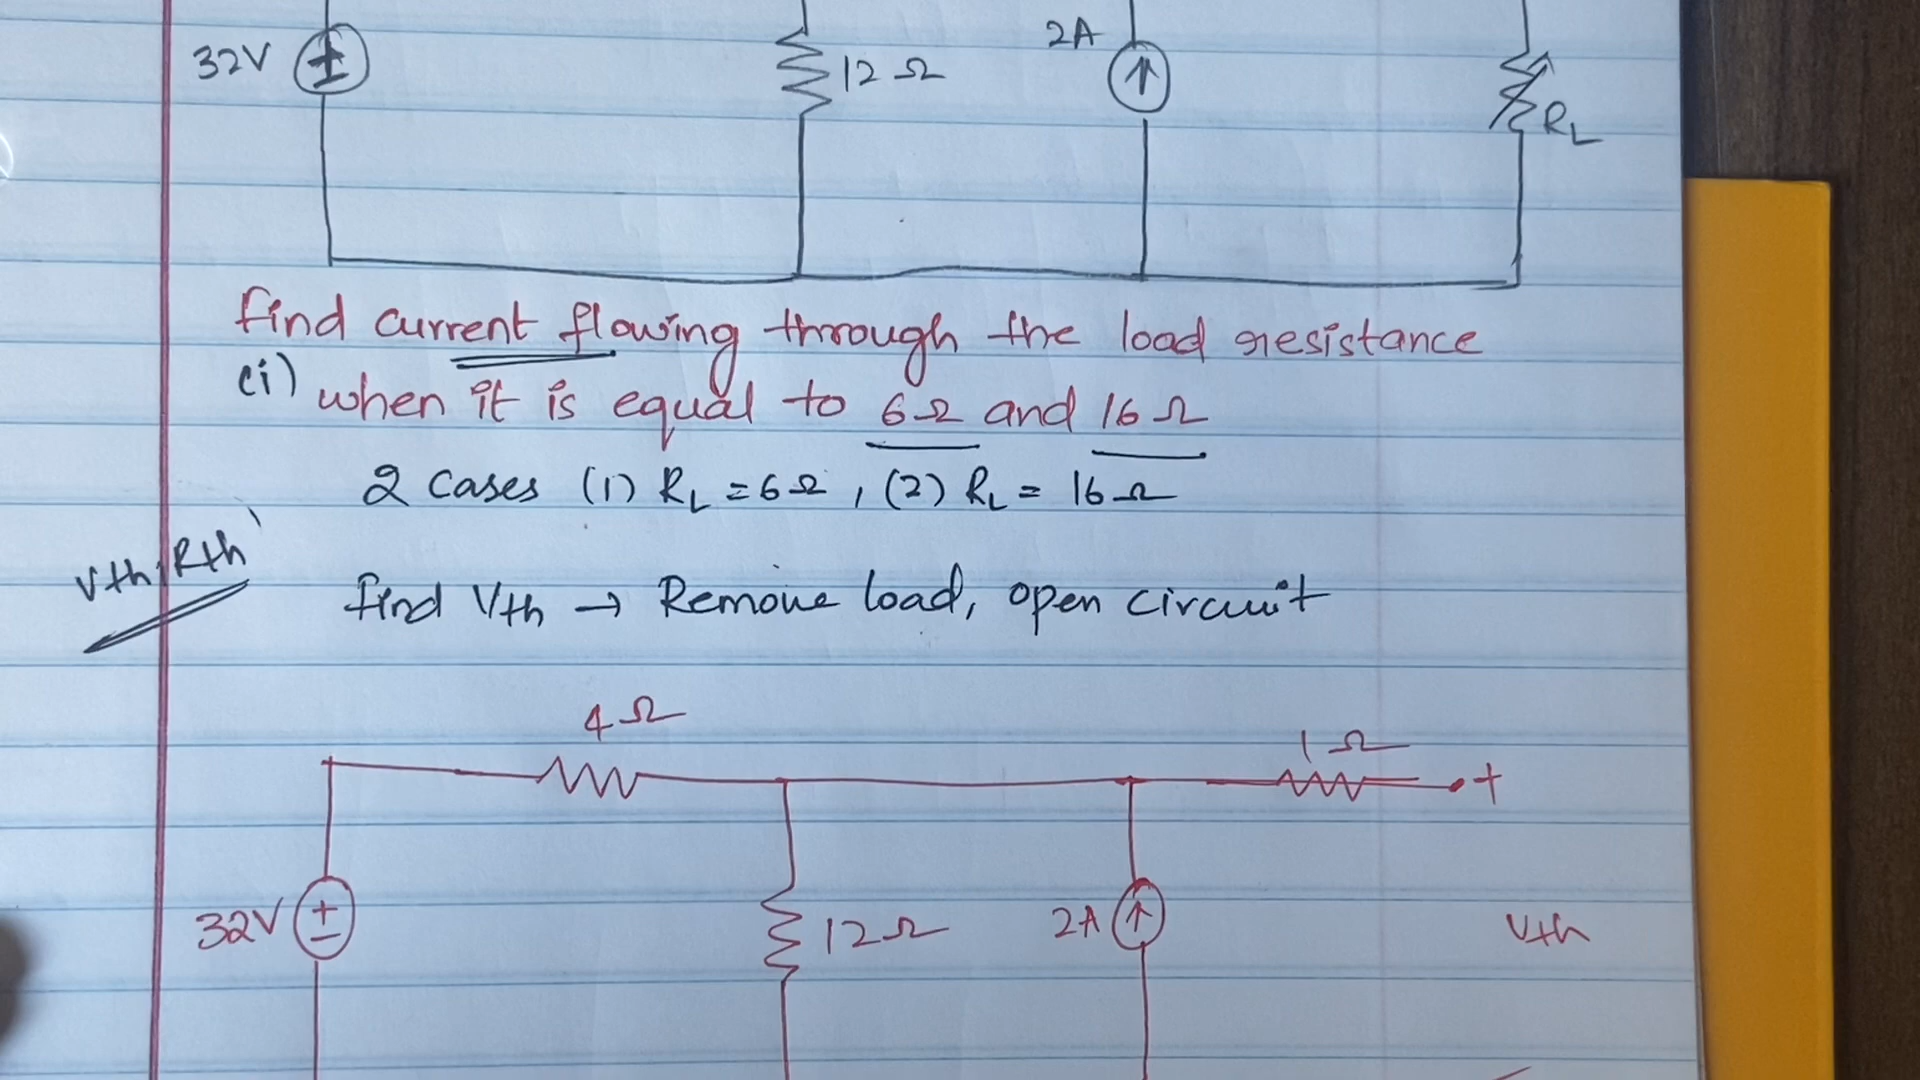 32V 12Ω 2A RL
find current flowing through the load resistance
(i) when it is equal to 6Ω and 16Ω
2 cases (1) RL = 6Ω , (2) RL = 16Ω
Vth, Rth
find Vth → Remove load, open circuit
4Ω 1Ω
+
32V 12Ω 2A Vth